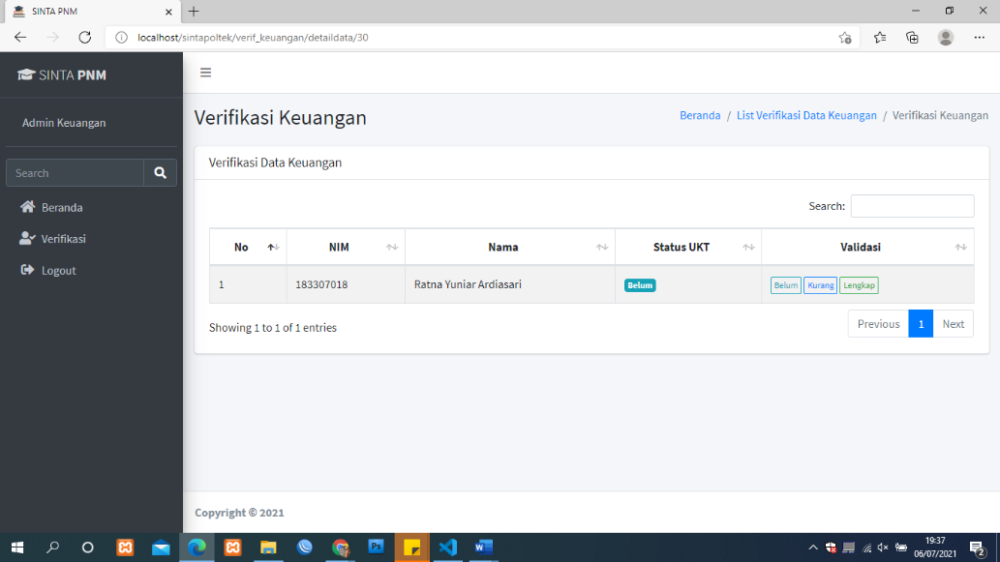 SINTA PNM
localhost/sintapoltek/verif_keuangan/detaildata/30
SINTA PNM
Admin Keuangan
Search
Beranda
Verifikasi
Logout
Verifikasi Keuangan
Beranda / List Verifikasi Data Keuangan / Verifikasi Keuangan
Verifikasi Data Keuangan
Search:
No NIM Nama Status UKT Validasi
1 183307018 Ratna Yuniar Ardiasari Belum Belum Kurang Lengkap
Showing 1 to 1 of 1 entries
Previous 1 Next
Copyright © 2021
Ps
19:37
06/07/2021
2